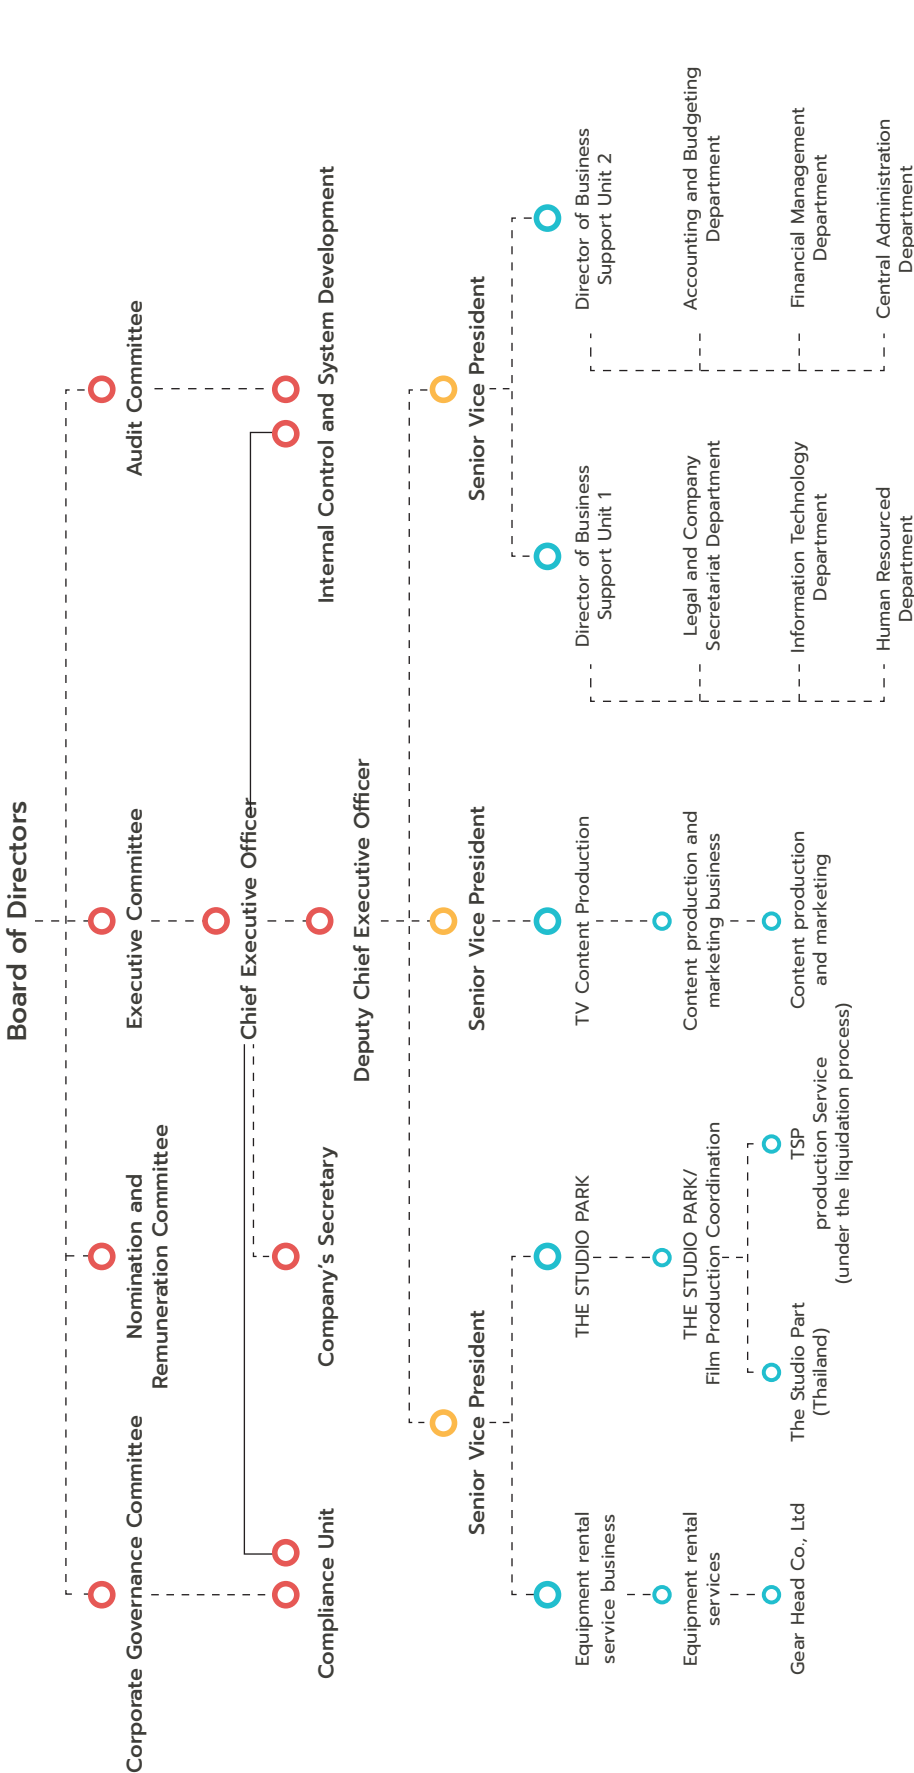 Board of Directors
Corporate Governance Committee
Nomination and
Remuneration Committee
Executive Committee
Audit Committee
Chief Executive Officer
Compliance Unit
Company's Secretary
Internal Control and System Development
Deputy Chief Executive Officer
Senior Vice President
Senior Vice President
Senior Vice President
Equipment rental
service business
THE STUDIO PARK
TV Content Production
Director of Business
Support Unit 1
Director of Business
Support Unit 2
Equipment rental
services
THE STUDIO PARK/
Film Production Coordination
Content production and
marketing business
Legal and Company
Secretariat Department
Accounting and Budgeting
Department
Gear Head Co., Ltd
The Studio Part
(Thailand)
TSP
production Service
(under the liquidation process)
Content production
and marketing
Information Technology
Department
Financial Management
Department
Human Resourced
Department
Central Administration
Department